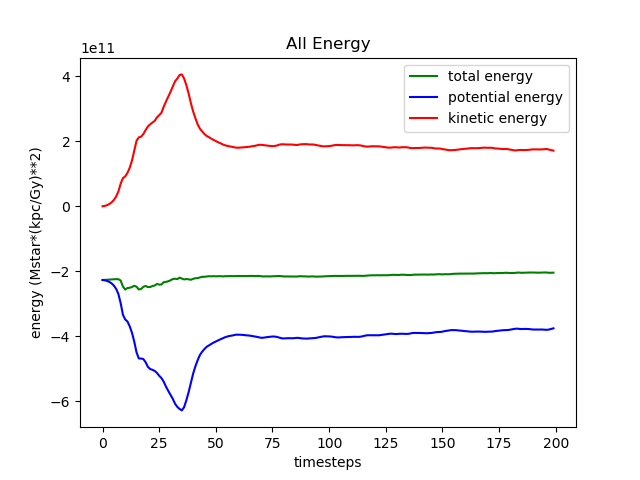 All Energy
1e11
total energy
potential energy
kinetic energy
4
2
0
−2
−4
−6
energy (Mstar*(kpc/Gy)**2)
0 25 50 75 100 125 150 175 200
timesteps